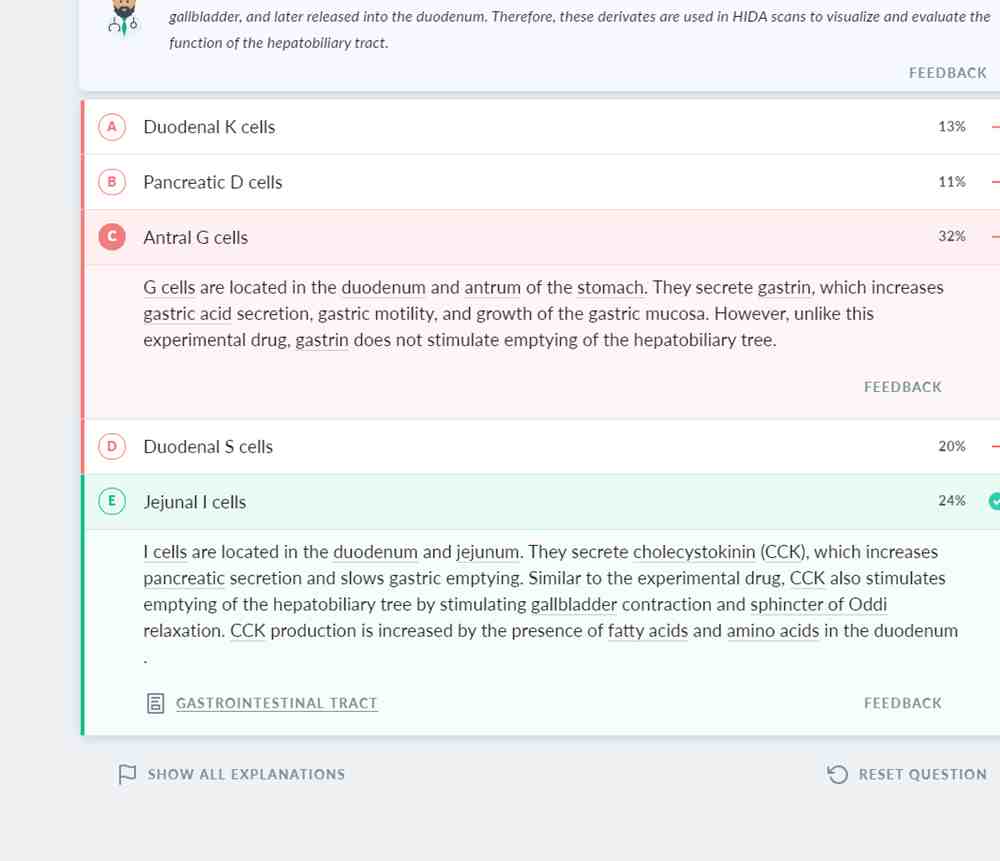 gallbladder, and later released into the duodenum. Therefore, these derivates are used in HIDA scans to visualize and evaluate the
function of the hepatobiliary tract.
FEEDBACK
A Duodenal K cells 13%
B Pancreatic D cells 11%
C Antral G cells 32%
G cells are located in the duodenum and antrum of the stomach. They secrete gastrin, which increases
gastric acid secretion, gastric motility, and growth of the gastric mucosa. However, unlike this
experimental drug, gastrin does not stimulate emptying of the hepatobiliary tree.
FEEDBACK
D Duodenal S cells 20%
E Jejunal I cells 24%
I cells are located in the duodenum and jejunum. They secrete cholecystokinin (CCK), which increases
pancreatic secretion and slows gastric emptying. Similar to the experimental drug, CCK also stimulates
emptying of the hepatobiliary tree by stimulating gallbladder contraction and sphincter of Oddi
relaxation. CCK production is increased by the presence of fatty acids and amino acids in the duodenum
.
GASTROINTESTINAL TRACT FEEDBACK
SHOW ALL EXPLANATIONS RESET QUESTION